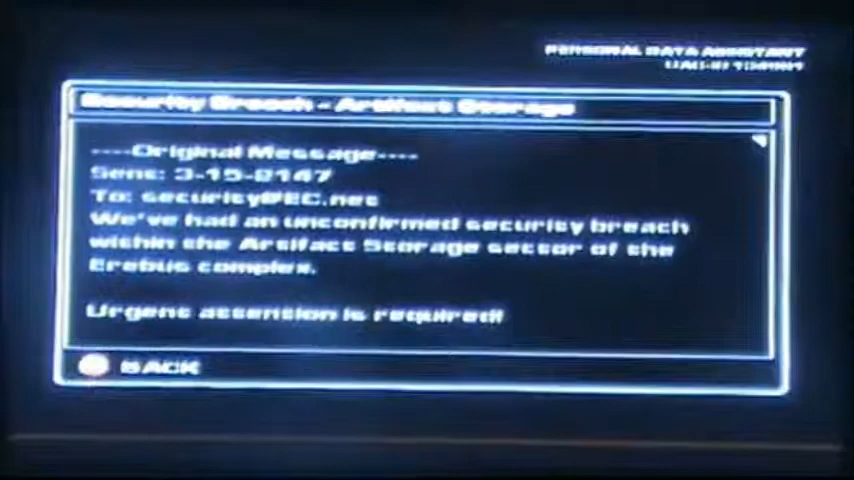 PERSONAL DATA ASSISTANT
Security Breach - Artifact Storage
----Original Message----
Sent: 3-15-2147
To: security@EC.net
We've had an unconfirmed security breach
within the Artifact Storage sector of the
Erebus complex.
Urgent attention is required!!
BACK